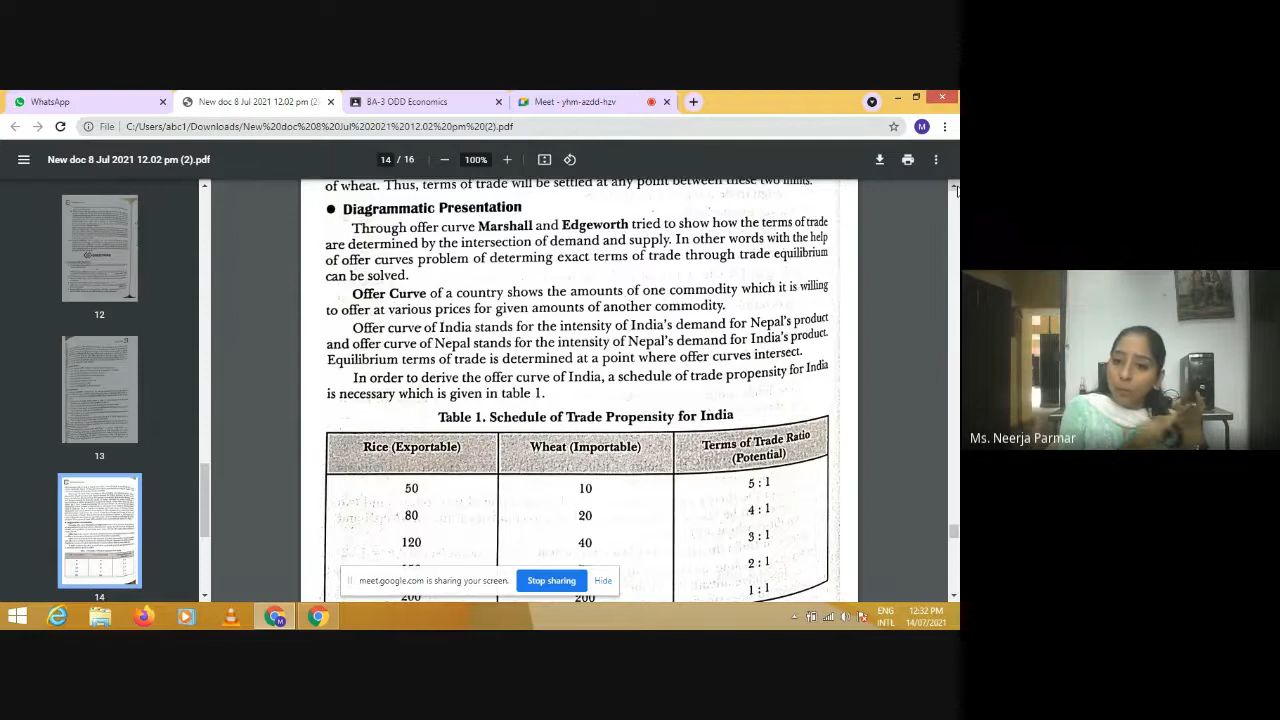 WhatsApp
New doc 8 Jul 2021 12.02 pm (2)
BA-3 ODD Economics
Meet - yhm-azdd-hzv
File
C:/Users/abc1/Downloads/New%20doc%208%20Jul%202021%2012.02%20pm%20(2).pdf
M
New doc 8 Jul 2021 12.02 pm (2).pdf
14 / 16
100%
of wheat. Thus, terms of trade will be settled at any point between these two limits.
● Diagrammatic Presentation
Through offer curve Marshall and Edgeworth tried to show how the terms of trade
are determined by the intersection of demand and supply. In other words with the help
of offer curves problem of determing exact terms of trade through trade equilibrium
can be solved.
Offer Curve of a country shows the amounts of one commodity which it is willing
to offer at various prices for given amounts of another commodity.
Offer curve of India stands for the intensity of India's demand for Nepal's product
and offer curve of Nepal stands for the intensity of Nepal's demand for India's product.
Equilibrium terms of trade is determined at a point where offer curves intersect.
In order to derive the offer curve of India, a schedule of trade propensity for India
is necessary which is given in table 1.
Table 1. Schedule of Trade Propensity for India
Rice (Exportable) Wheat (Importable) Terms of Trade Ratio
(Potential)
50 10 5 : 1
80 20 4 : 1
120 40 3 : 1
2 : 1
200 200 1 : 1
12
13
14
meet.google.com is sharing your screen.
Stop sharing
Hide
Ms. Neerja Parmar
M
ENG
INTL
12:32 PM
14/07/2021